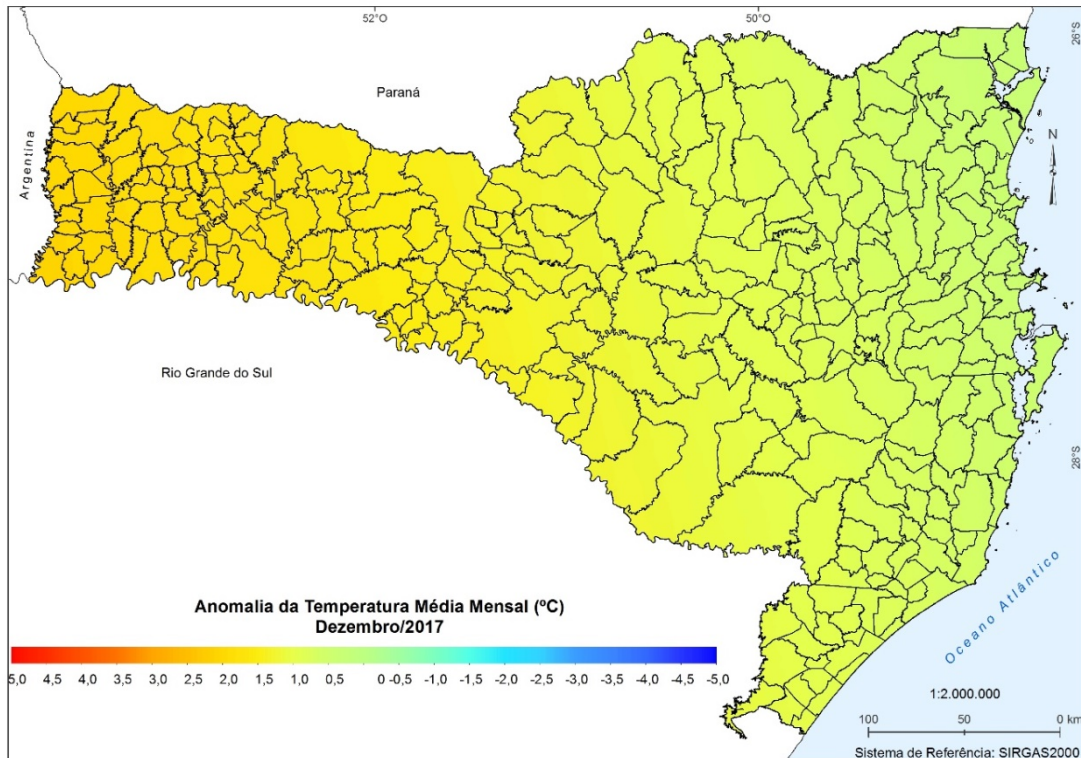 52°O
50°O
26°S
Paraná
Argentina
N
Rio Grande do Sul
28°S
Oceano Atlântico
Anomalia da Temperatura Média Mensal (ºC)
Dezembro/2017
5,0 4,5 4,0 3,5 3,0 2,5 2,0 1,5 1,0 0,5 0 -0,5 -1,0 -1,5 -2,0 -2,5 -3,0 -3,5 -4,0 -4,5 -5,0
1:2.000.000
100 50 0 km
Sistema de Referência: SIRGAS2000